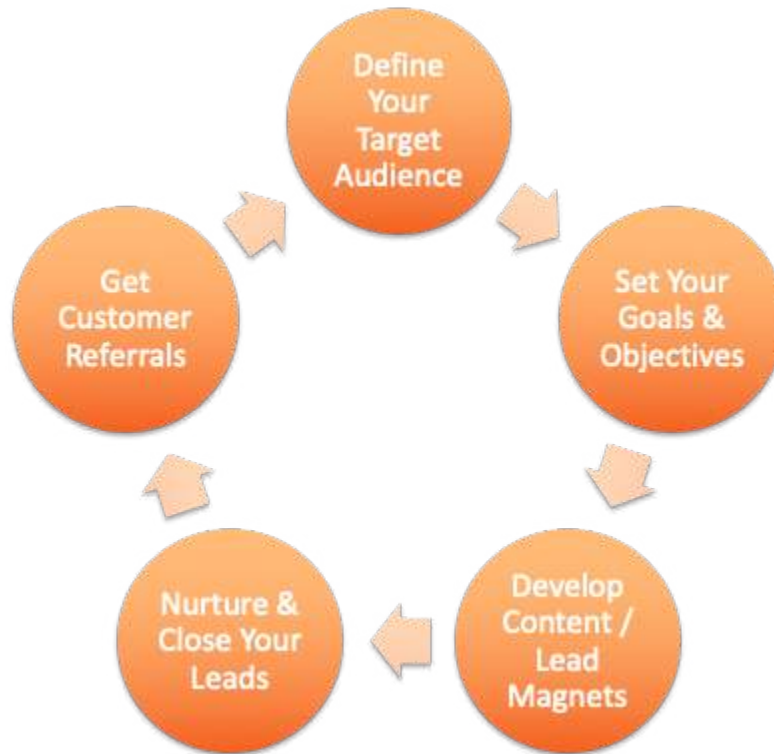 Define
Your
Target
Audience
Set Your
Goals &
Objectives
Develop
Content /
Lead
Magnets
Nurture &
Close Your
Leads
Get
Customer
Referrals